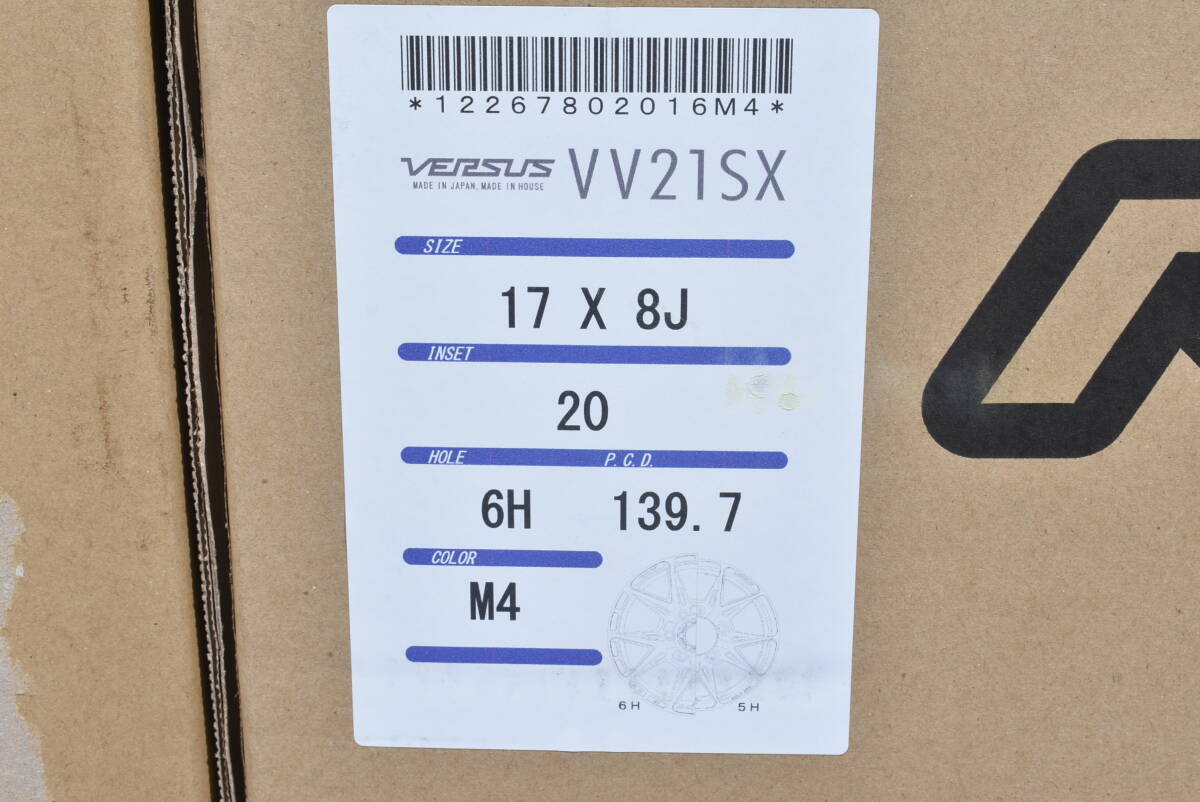 *12267802016M4*
VERSUS VV21SX
MADE IN JAPAN, MADE IN HOUSE
SIZE
17 X 8J
INSET
20
HOLE P.C.D.
6H 139.7
COLOR
M4
6H 5H